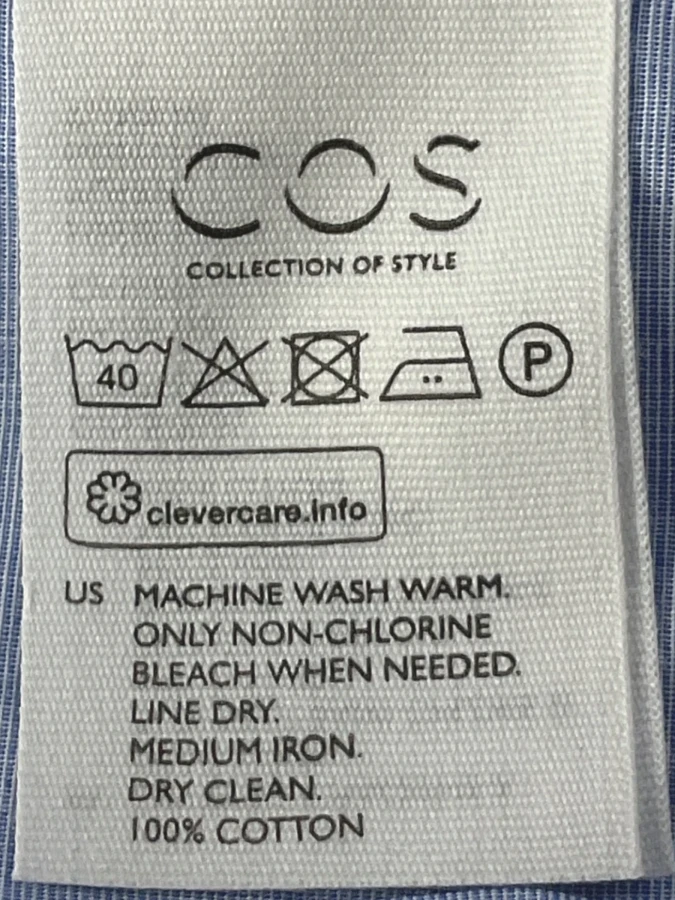 COS
COLLECTION OF STYLE
40 P
clevercare.info
US MACHINE WASH WARM.
ONLY NON-CHLORINE
BLEACH WHEN NEEDED.
LINE DRY.
MEDIUM IRON.
DRY CLEAN.
100% COTTON